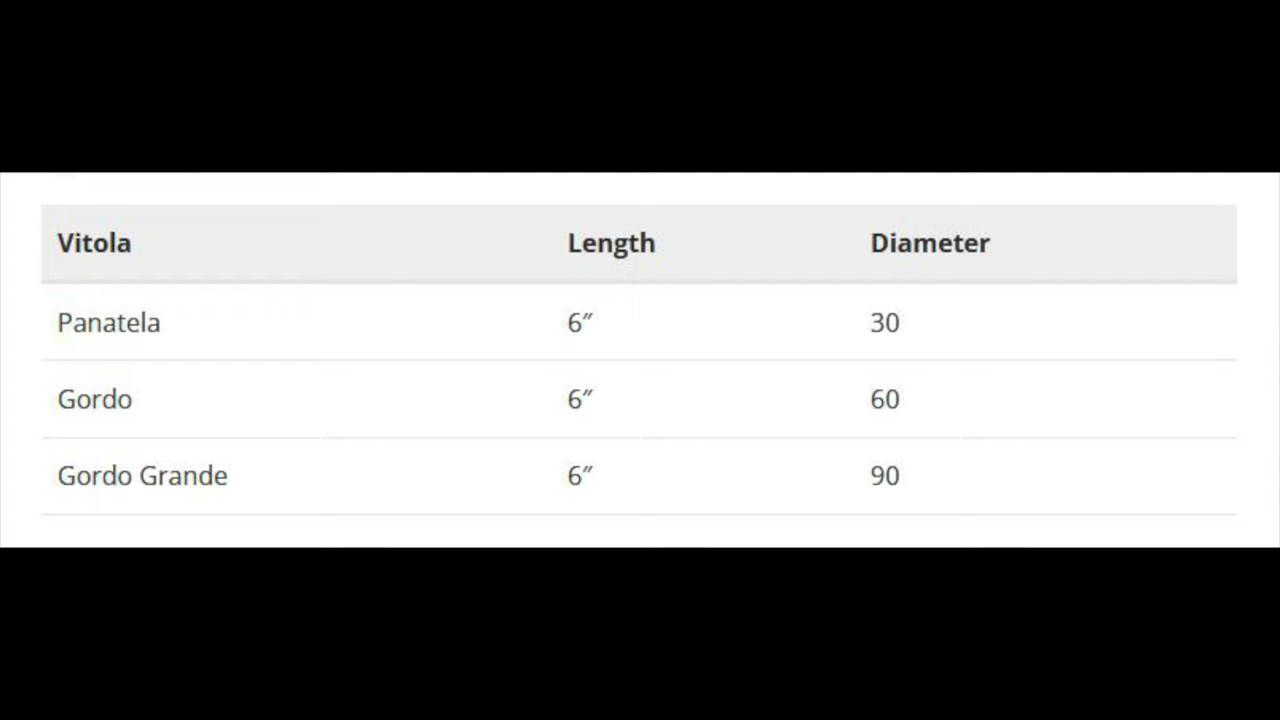 Vitola Length Diameter
Panatela 6″ 30
Gordo 6″ 60
Gordo Grande 6″ 90